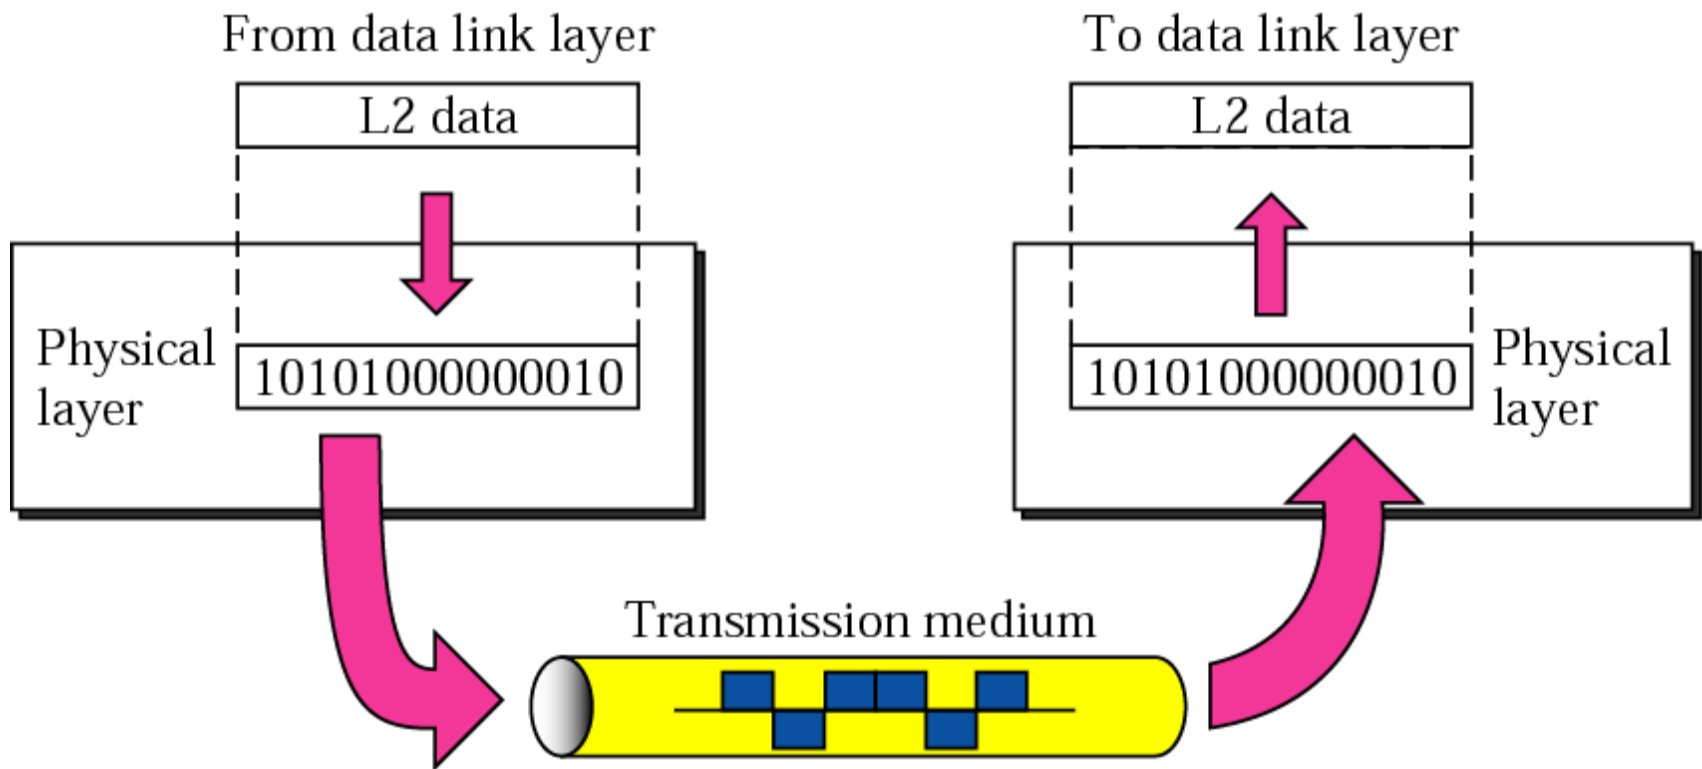 From data link layer
L2 data
Physical
layer
10101000000010
To data link layer
L2 data
10101000000010
Physical
layer
Transmission medium